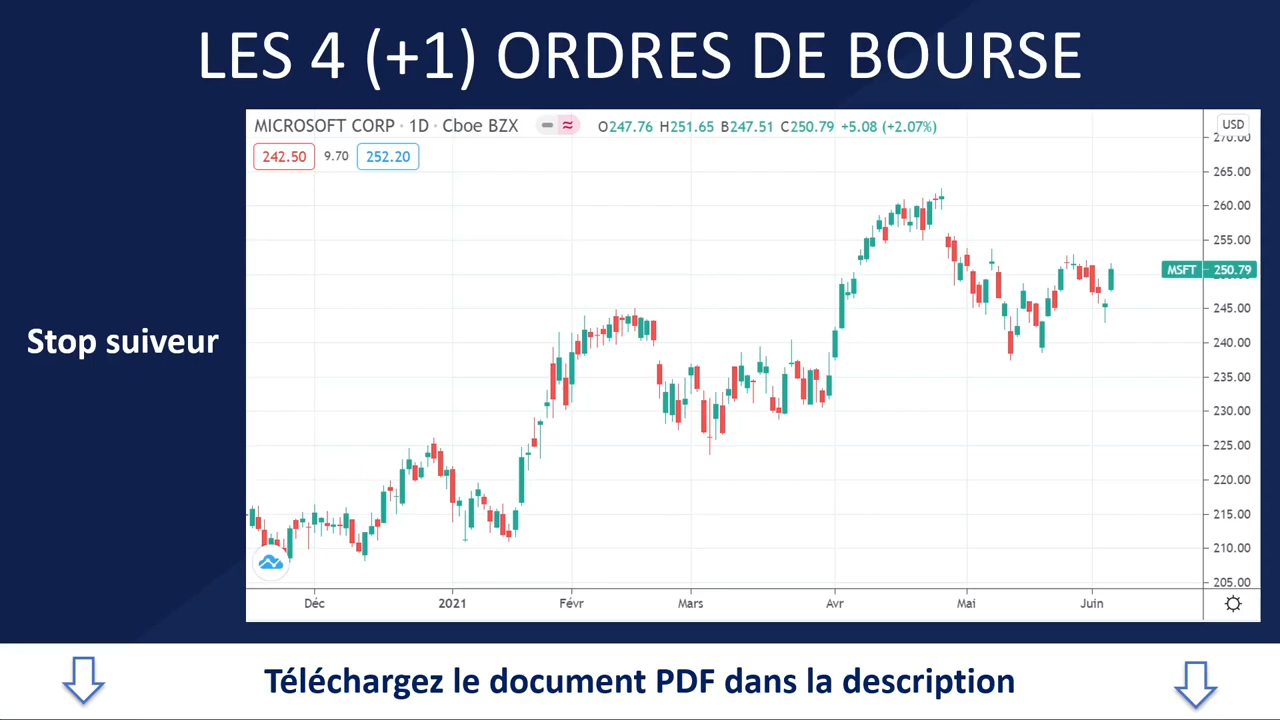 LES 4 (+1) ORDRES DE BOURSE
MICROSOFT CORP · 1D · Cboe BZX O247.76 H251.65 B247.51 C250.79 +5.08 (+2.07%)
242.50 9.70 252.20
USD
270.00
265.00
260.00
255.00
MSFT 250.79
245.00
240.00
235.00
230.00
225.00
220.00
215.00
210.00
205.00
Stop suiveur
Déc 2021 Févr Mars Avr Mai Juin
Téléchargez le document PDF dans la description